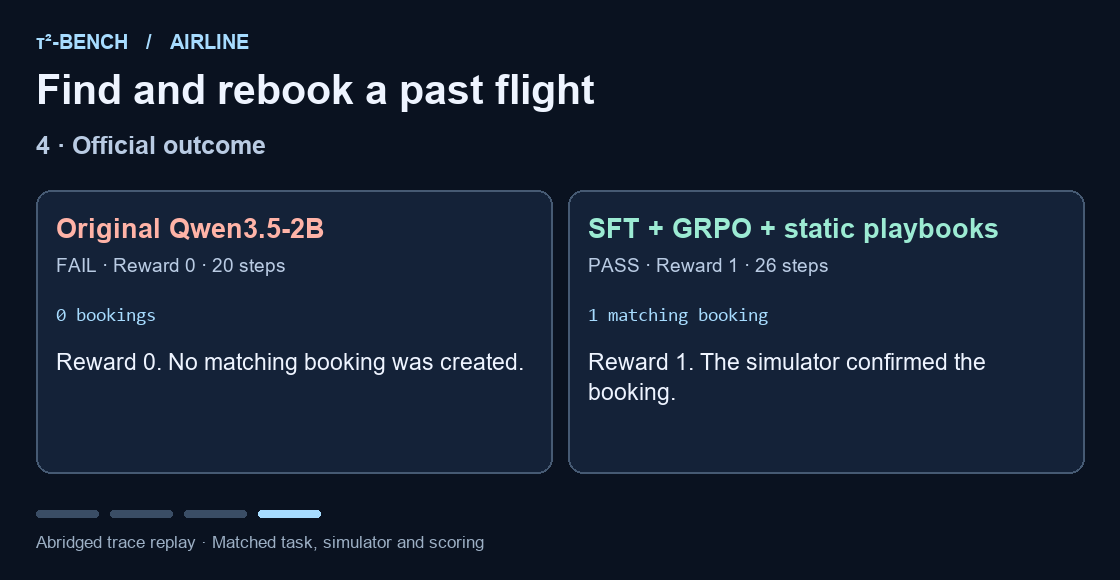 τ²-BENCH / AIRLINE
Find and rebook a past flight
4 · Official outcome
Original Qwen3.5-2B
FAIL · Reward 0 · 20 steps
0 bookings
Reward 0. No matching booking was created.
SFT + GRPO + static playbooks
PASS · Reward 1 · 26 steps
1 matching booking
Reward 1. The simulator confirmed the
booking.
Abridged trace replay · Matched task, simulator and scoring